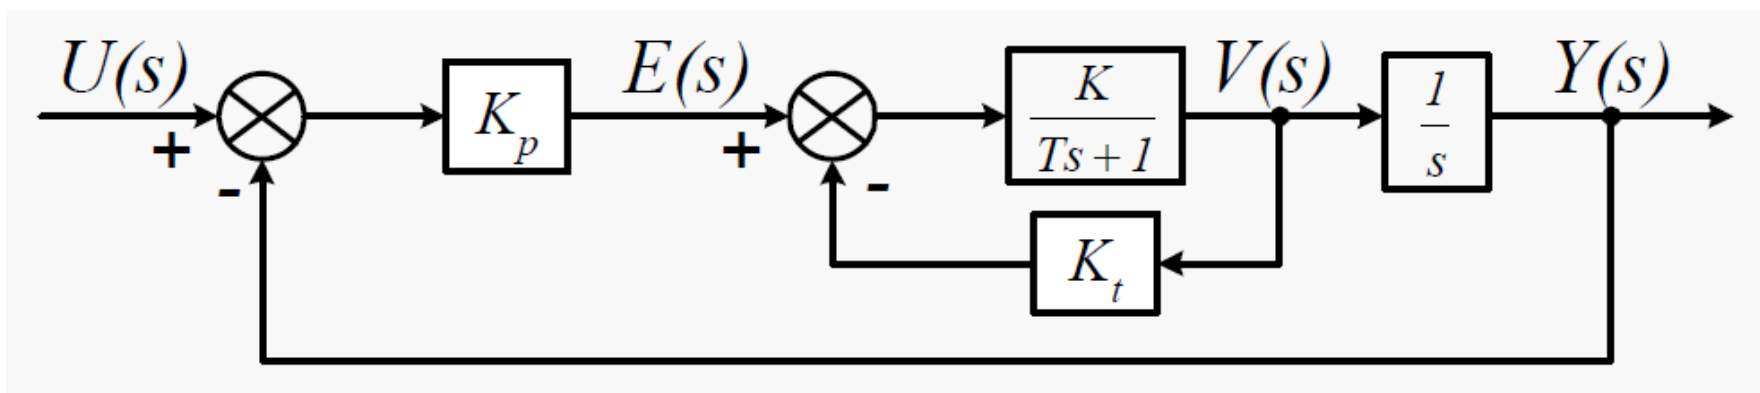 U(s)
+
-
K_p
E(s)
+
-
K
Ts + 1
V(s)
1
s
Y(s)
K_t